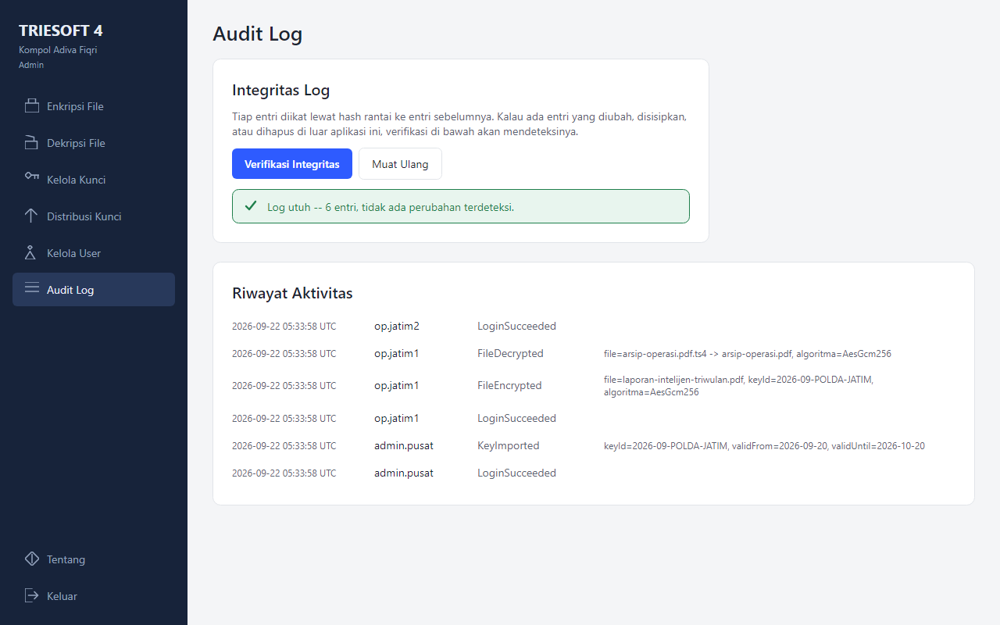 TRIESOFT 4
Kompol Adiva Fiqri
Admin
Enkripsi File
Dekripsi File
Kelola Kunci
Distribusi Kunci
Kelola User
Audit Log
Tentang
Keluar
Audit Log
Integritas Log
Tiap entri diikat lewat hash rantai ke entri sebelumnya. Kalau ada entri yang diubah, disisipkan,
atau dihapus di luar aplikasi ini, verifikasi di bawah akan mendeteksinya.
Verifikasi Integritas Muat Ulang
Log utuh -- 6 entri, tidak ada perubahan terdeteksi.
Riwayat Aktivitas
2026-09-22 05:33:58 UTC op.jatim2 LoginSucceeded
2026-09-22 05:33:58 UTC op.jatim1 FileDecrypted file=arsip-operasi.pdf.ts4 -> arsip-operasi.pdf, algoritma=AesGcm256
2026-09-22 05:33:58 UTC op.jatim1 FileEncrypted file=laporan-intelijen-triwulan.pdf, keyId=2026-09-POLDA-JATIM,
algoritma=AesGcm256
2026-09-22 05:33:58 UTC op.jatim1 LoginSucceeded
2026-09-22 05:33:58 UTC admin.pusat KeyImported keyId=2026-09-POLDA-JATIM, validFrom=2026-09-20, validUntil=2026-10-20
2026-09-22 05:33:58 UTC admin.pusat LoginSucceeded